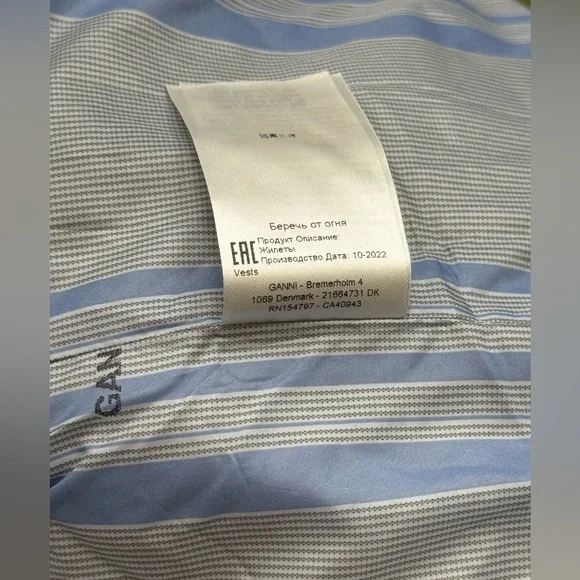 Беречь от огня
EAC
Продукт Описание:
Жилеты
Производство Дата: 10-2022
Vests
GANNI - Bremerholm 4
1069 Denmark - 21664731 DK
RN154797 - CA40943
GAN